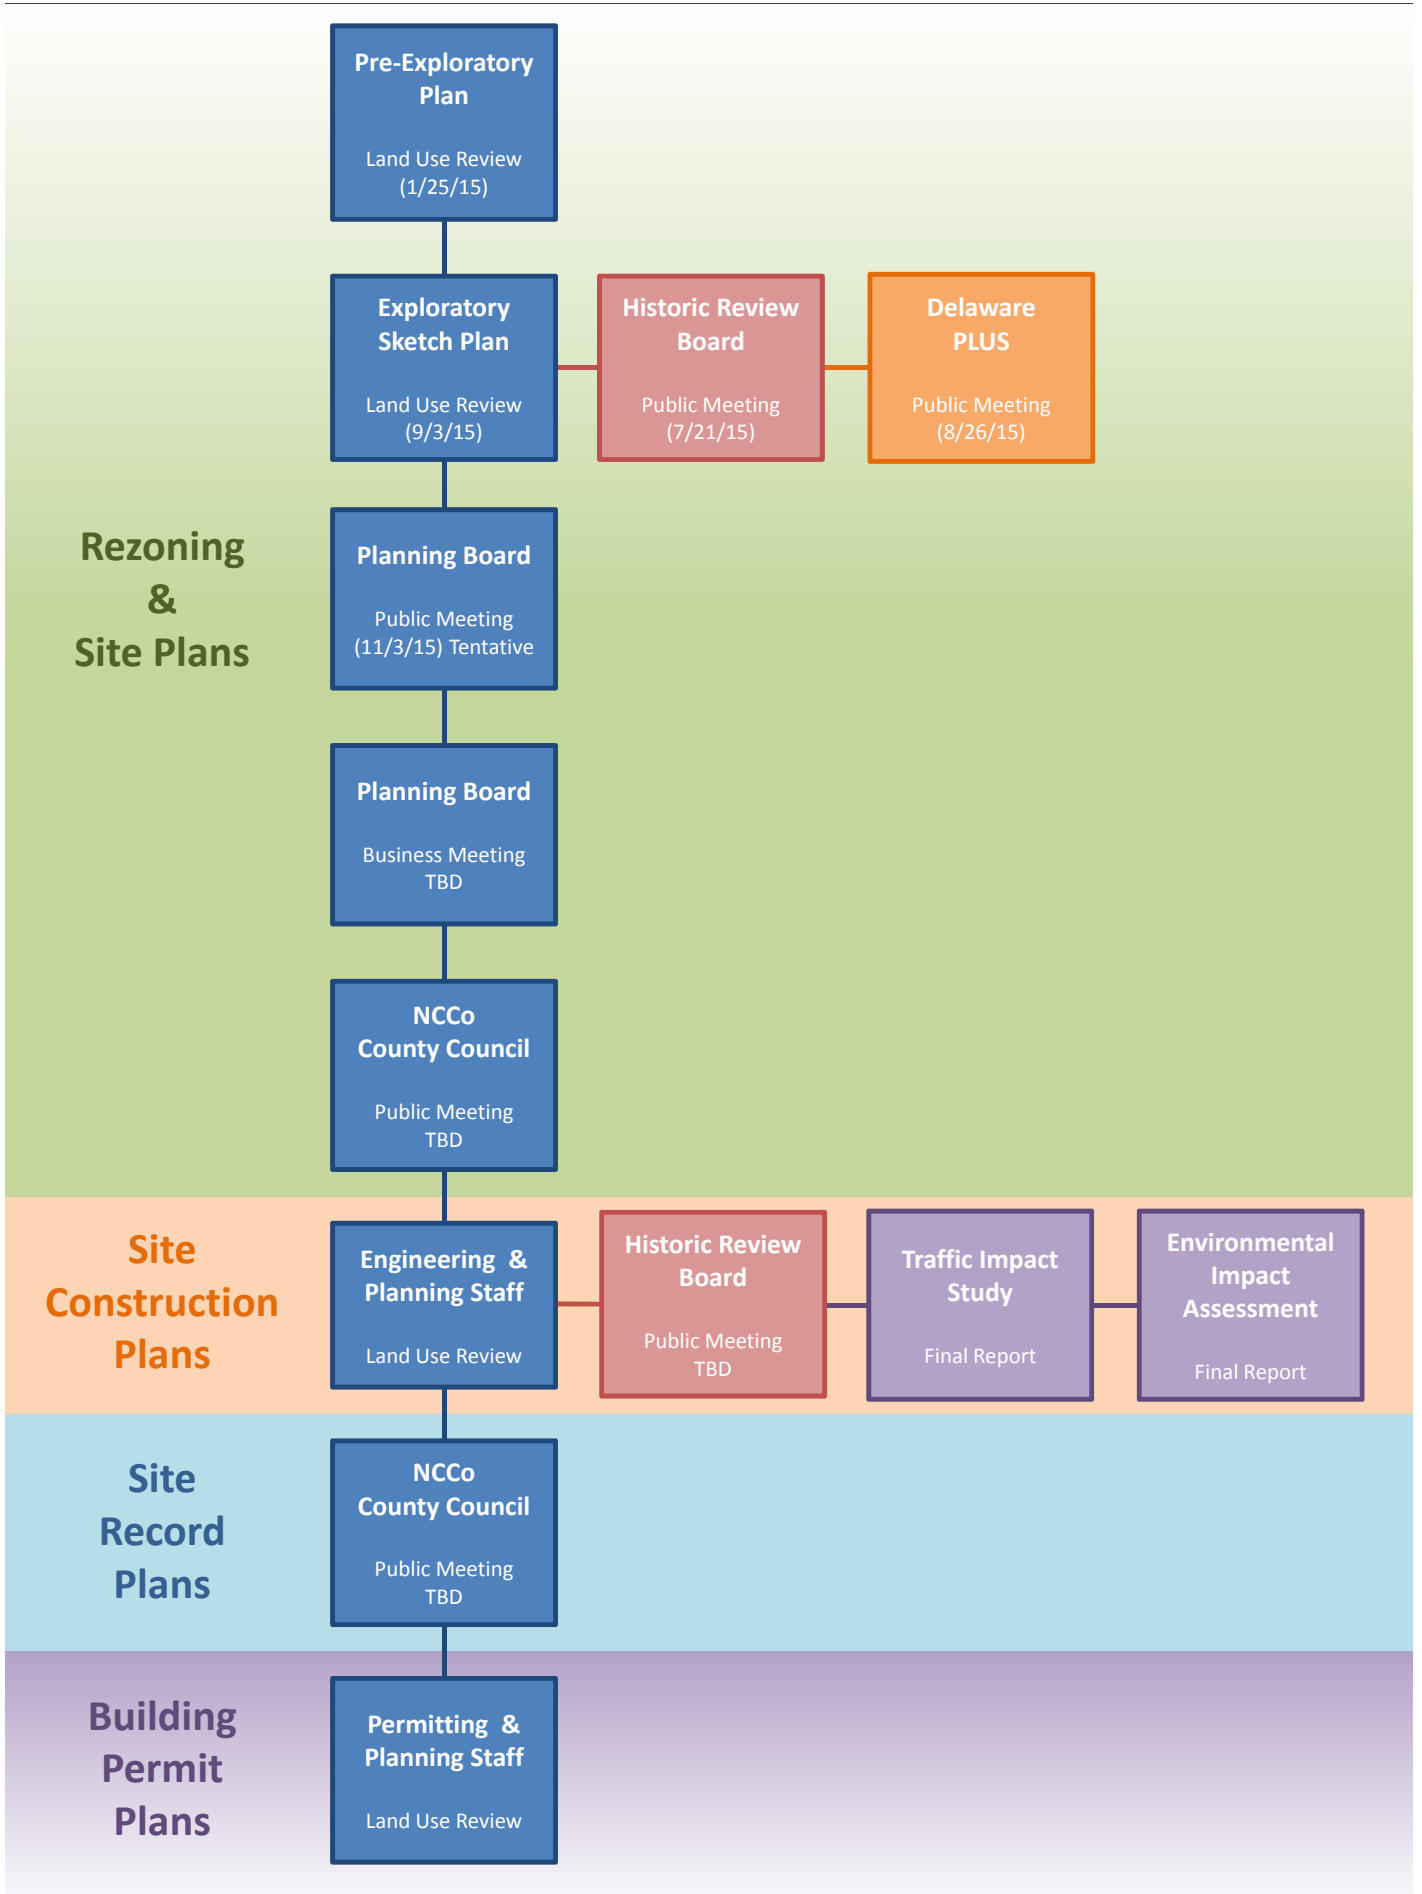 Pre-Exploratory
Plan
Land Use Review
(1/25/15)
Exploratory
Sketch Plan
Land Use Review
(9/3/15)
Historic Review
Board
Public Meeting
(7/21/15)
Delaware
PLUS
Public Meeting
(8/26/15)
Rezoning
&
Site Plans
Planning Board
Public Meeting
(11/3/15) Tentative
Planning Board
Business Meeting
TBD
NCCo
County Council
Public Meeting
TBD
Site
Construction
Plans
Engineering & 
Planning Staff
Land Use Review
Historic Review
Board
Public Meeting
TBD
Traffic Impact
Study
Final Report
Environmental
Impact
Assessment
Final Report
Site
Record
Plans
NCCo
County Council
Public Meeting
TBD
Building
Permit
Plans
Permitting &
Planning Staff
Land Use Review